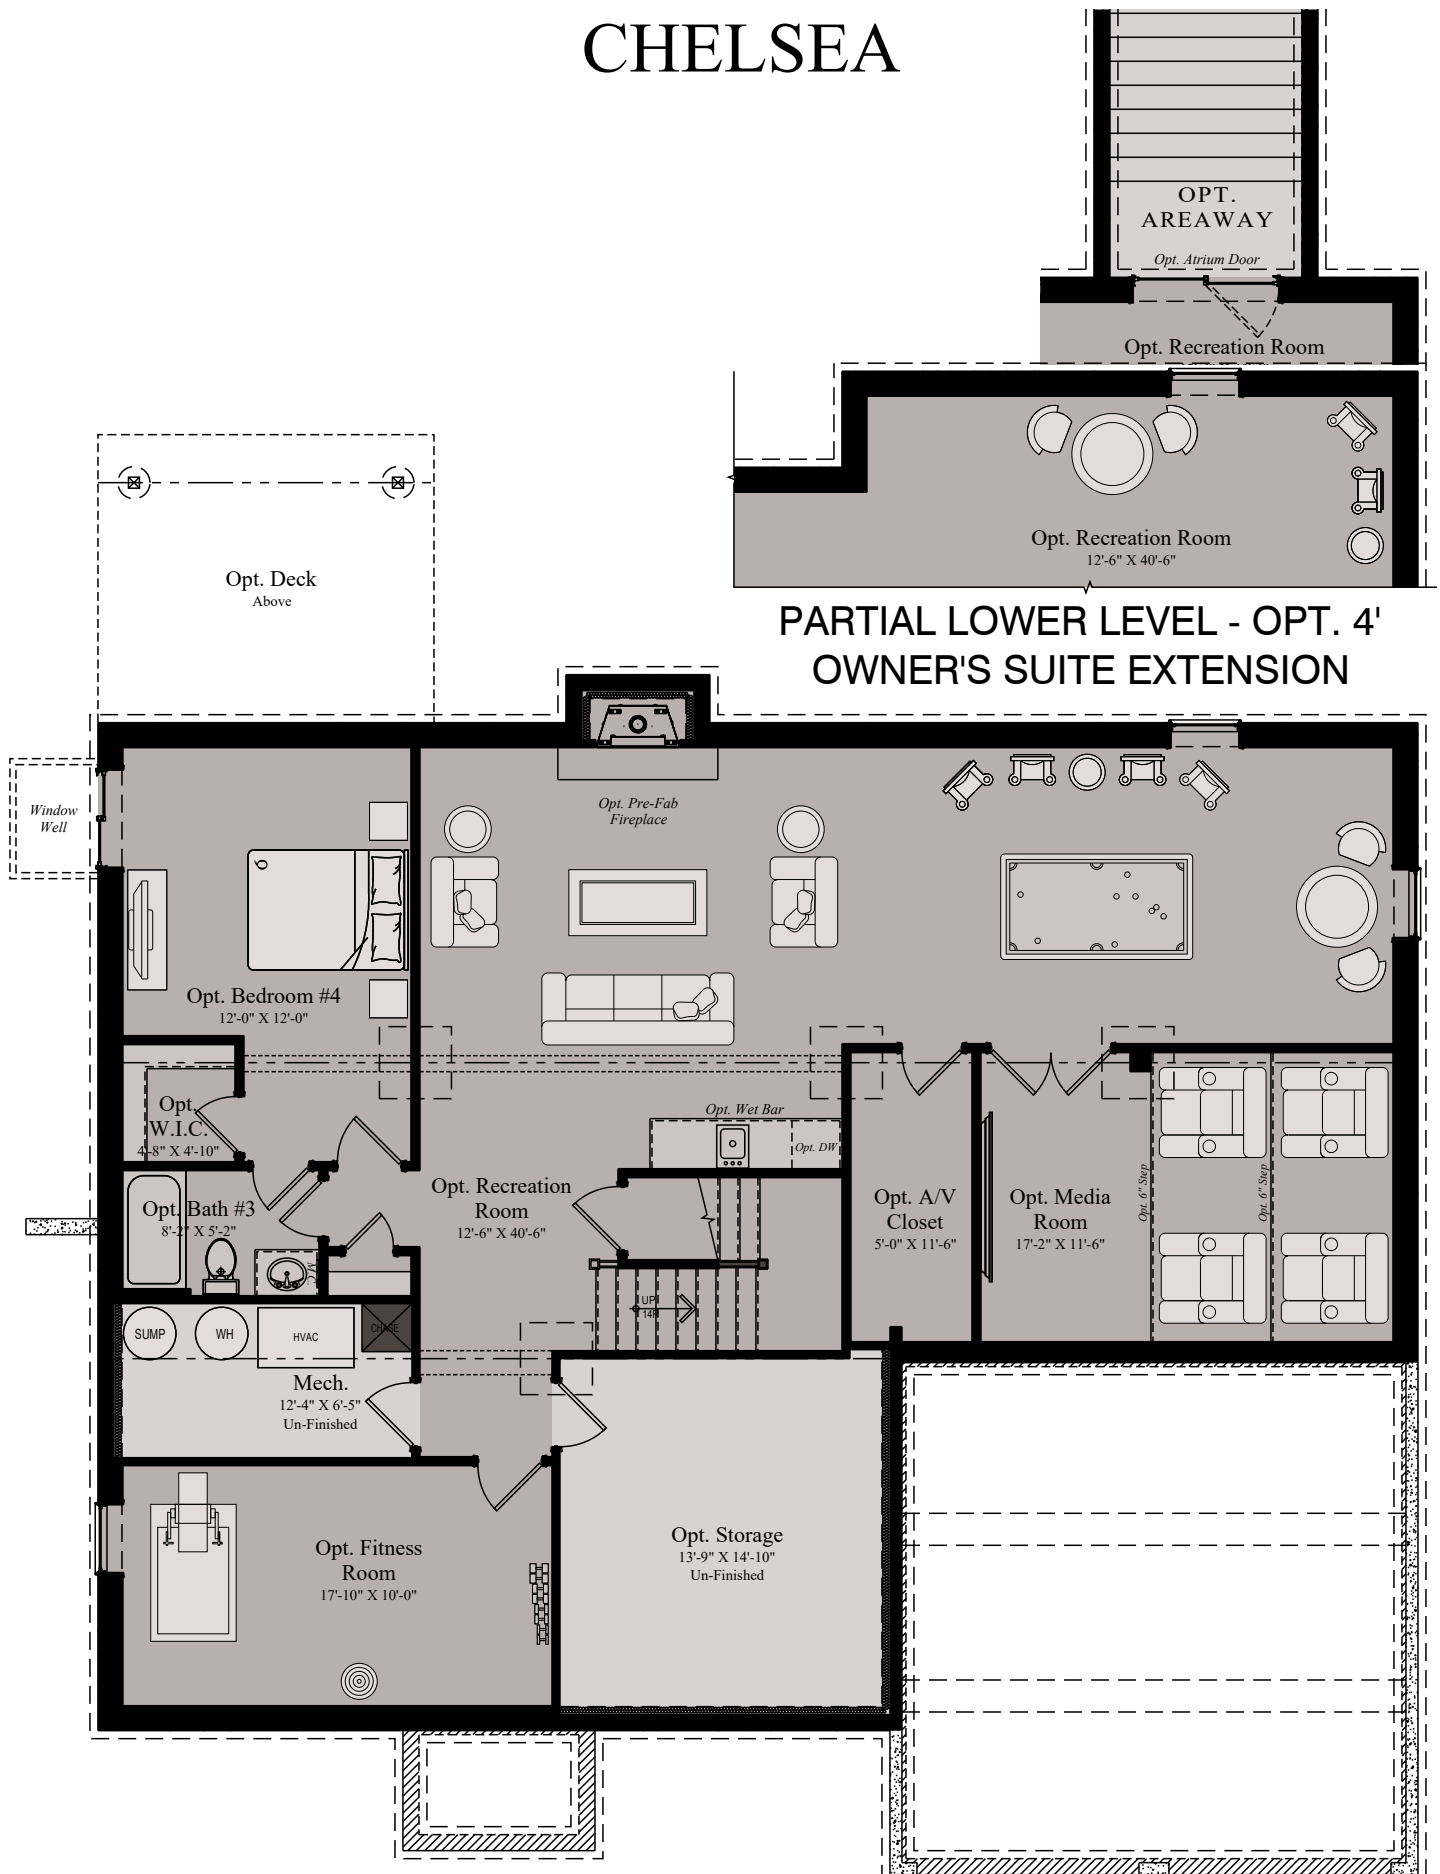 CHELSEA
OPT.
AREAWAY
Opt. Atrium Door
Opt. Recreation Room
Opt. Recreation Room
12'-6" X 40'-6"
PARTIAL LOWER LEVEL - OPT. 4'
OWNER'S SUITE EXTENSION
Opt. Deck
Above
Window
Well
Opt. Pre-Fab
Fireplace
Opt. Bedroom #4
12'-0" X 12'-0"
Opt.
W.I.C.
4'-8" X 4'-10"
Opt. Wet Bar
Opt. DW
Opt. Bath #3
8'-2" X 5'-2"
M.C.
Opt. Recreation
Room
12'-6" X 40'-6"
Opt. A/V
Closet
5'-0" X 11'-6"
Opt. Media
Room
17'-2" X 11'-6"
Opt. 6" Step
Opt. 6" Step
UP
14R
SUMP
WH
HVAC
CHASE
Mech.
12'-4" X 6'-5"
Un-Finished
Opt. Fitness
Room
17'-10" X 10'-0"
Opt. Storage
13'-9" X 14'-10"
Un-Finished